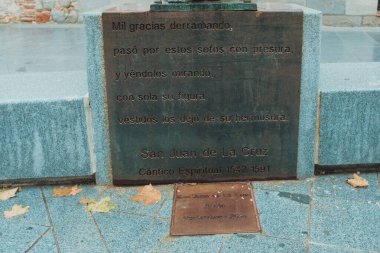 Mil gracias derramando,
pasó por estos sotos con presura,
y yéndolos mirando,
con sola su figura
vestidos los dejó de su hermosura.
San Juan de La Cruz
Cántico Espiritual 1542-1591